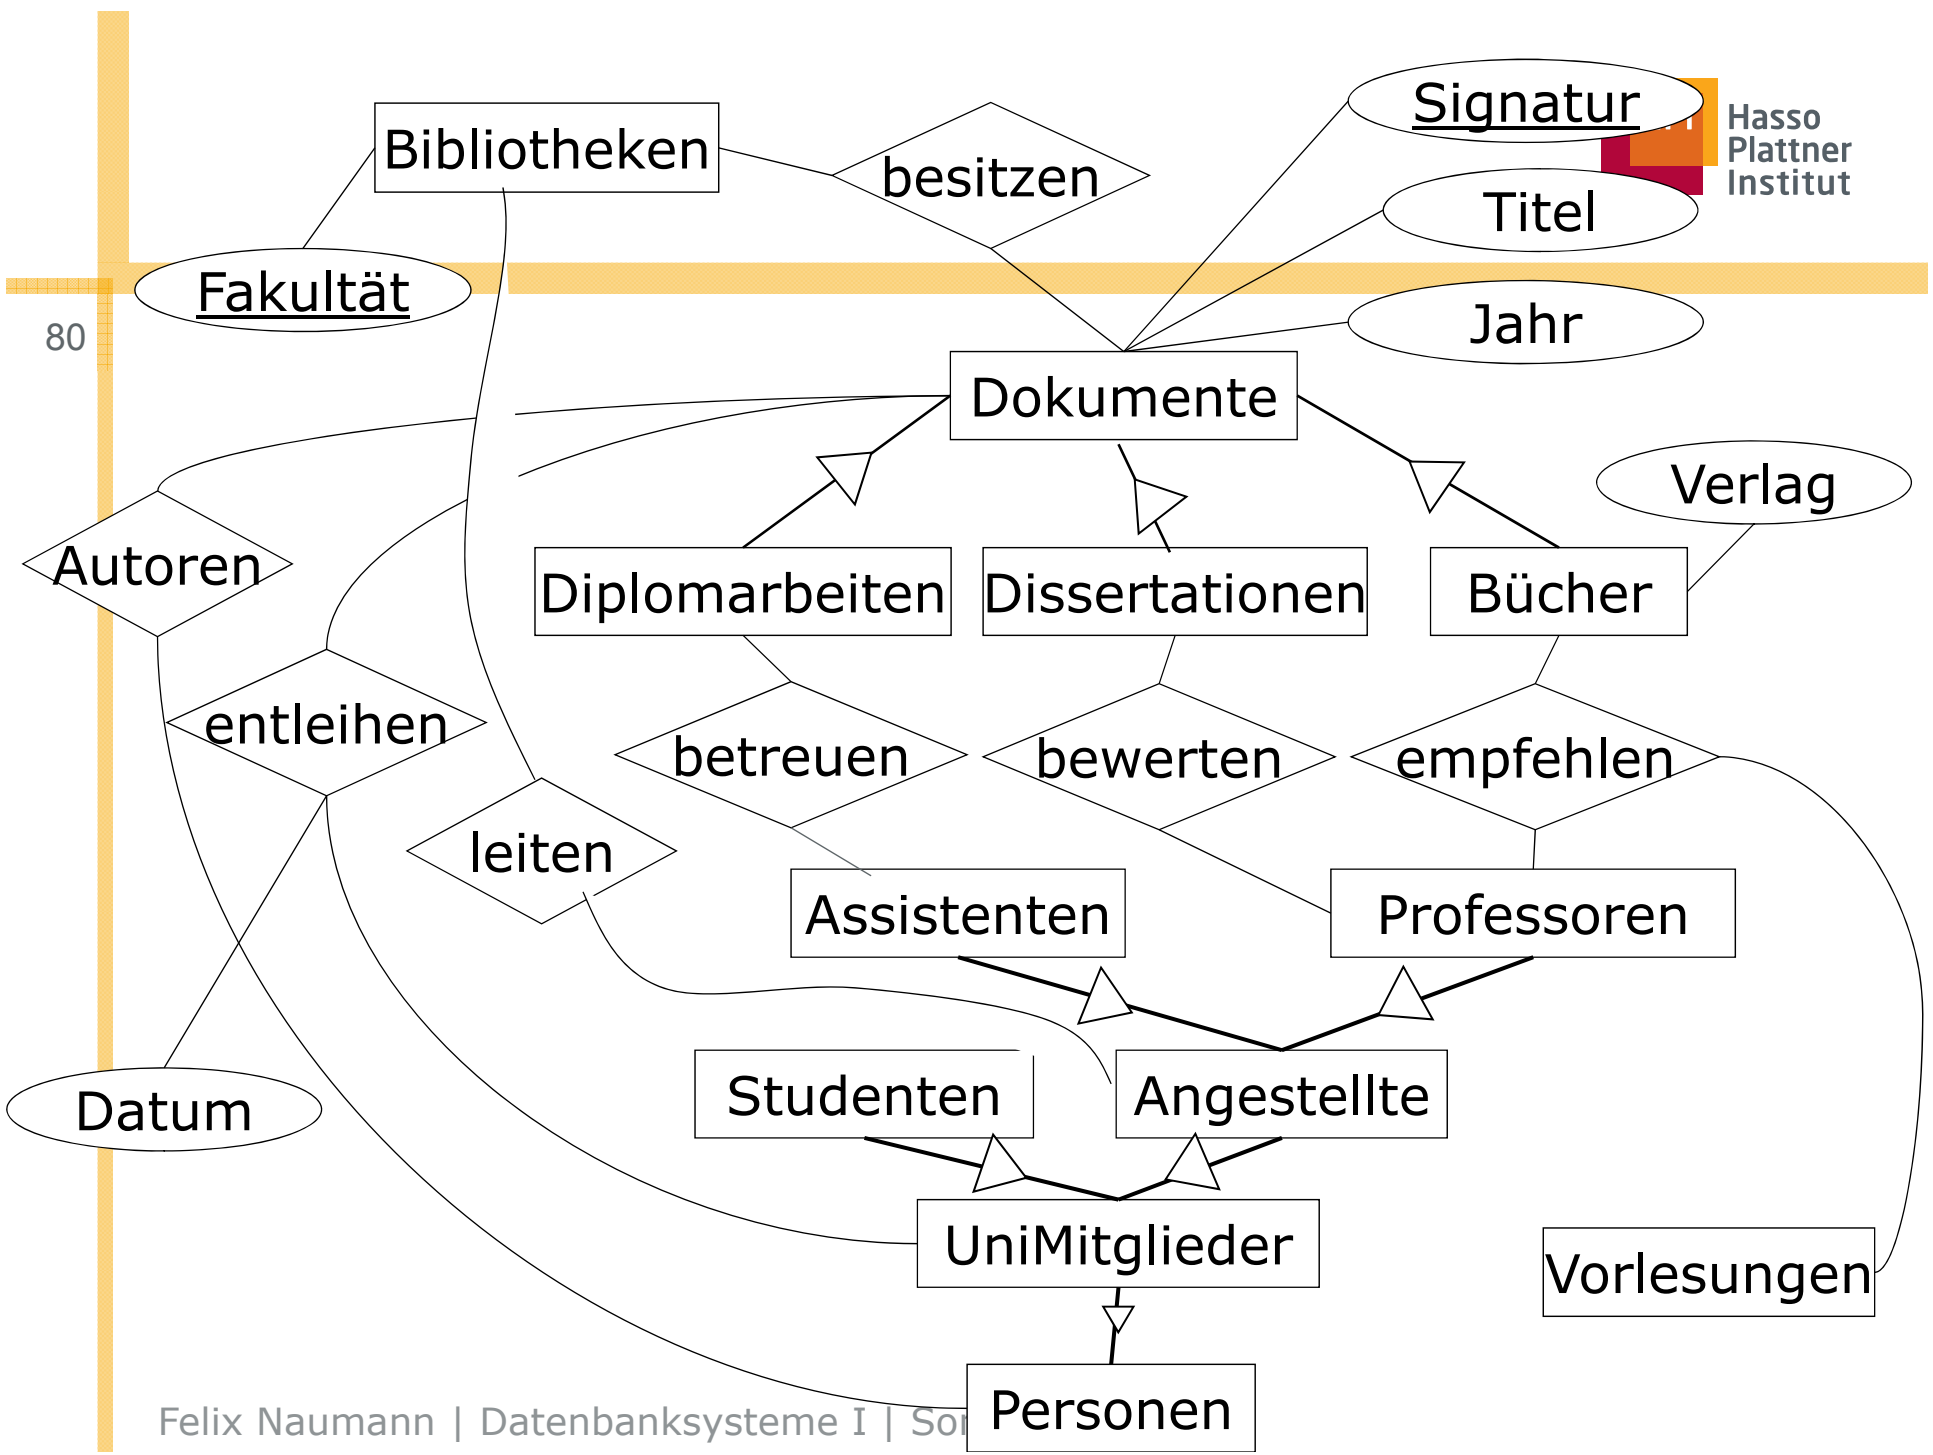 Signatur
Hasso
Plattner
Institut
Bibliotheken
besitzen
Titel
Fakultät
Jahr
80
Dokumente
Verlag
Autoren
Diplomarbeiten
Dissertationen
Bücher
entleihen
betreuen
bewerten
empfehlen
leiten
Assistenten
Professoren
Datum
Studenten
Angestellte
UniMitglieder
Vorlesungen
Personen
Felix Naumann | Datenbanksysteme I |